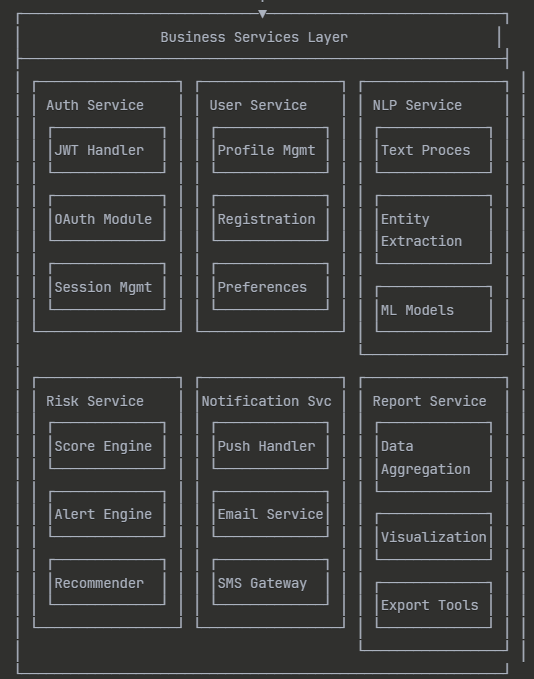 Business Services Layer
Auth Service
User Service
NLP Service
JWT Handler
Profile Mgmt
Text Proces
OAuth Module
Registration
Entity
Extraction
Session Mgmt
Preferences
ML Models
Risk Service
Notification Svc
Report Service
Score Engine
Push Handler
Data
Aggregation
Alert Engine
Email Service
Visualization
Recommender
SMS Gateway
Export Tools